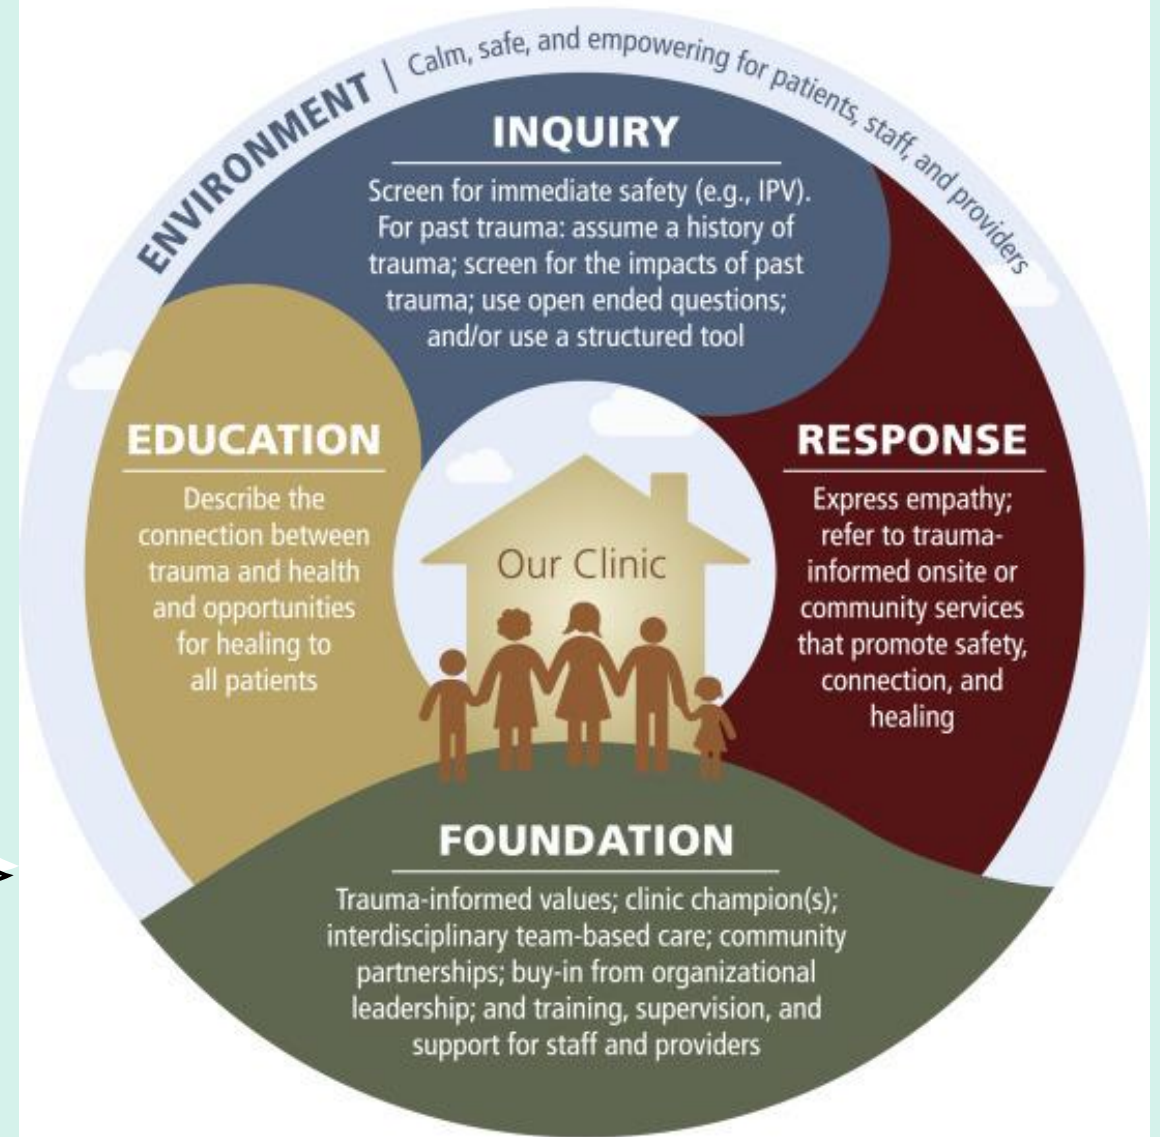 ENVIRONMENT | Calm, safe, and empowering for patients, staff, and providers
INQUIRY
Screen for immediate safety (e.g., IPV).
For past trauma: assume a history of
trauma; screen for the impacts of past
trauma; use open ended questions;
and/or use a structured tool
EDUCATION
Describe the
connection between
trauma and health
and opportunities
for healing to
all patients
Our Clinic
RESPONSE
Express empathy;
refer to trauma-
informed onsite or
community services
that promote safety,
connection, and
healing
FOUNDATION
Trauma-informed values; clinic champion(s);
interdisciplinary team-based care; community
partnerships; buy-in from organizational
leadership; and training, supervision, and
support for staff and providers